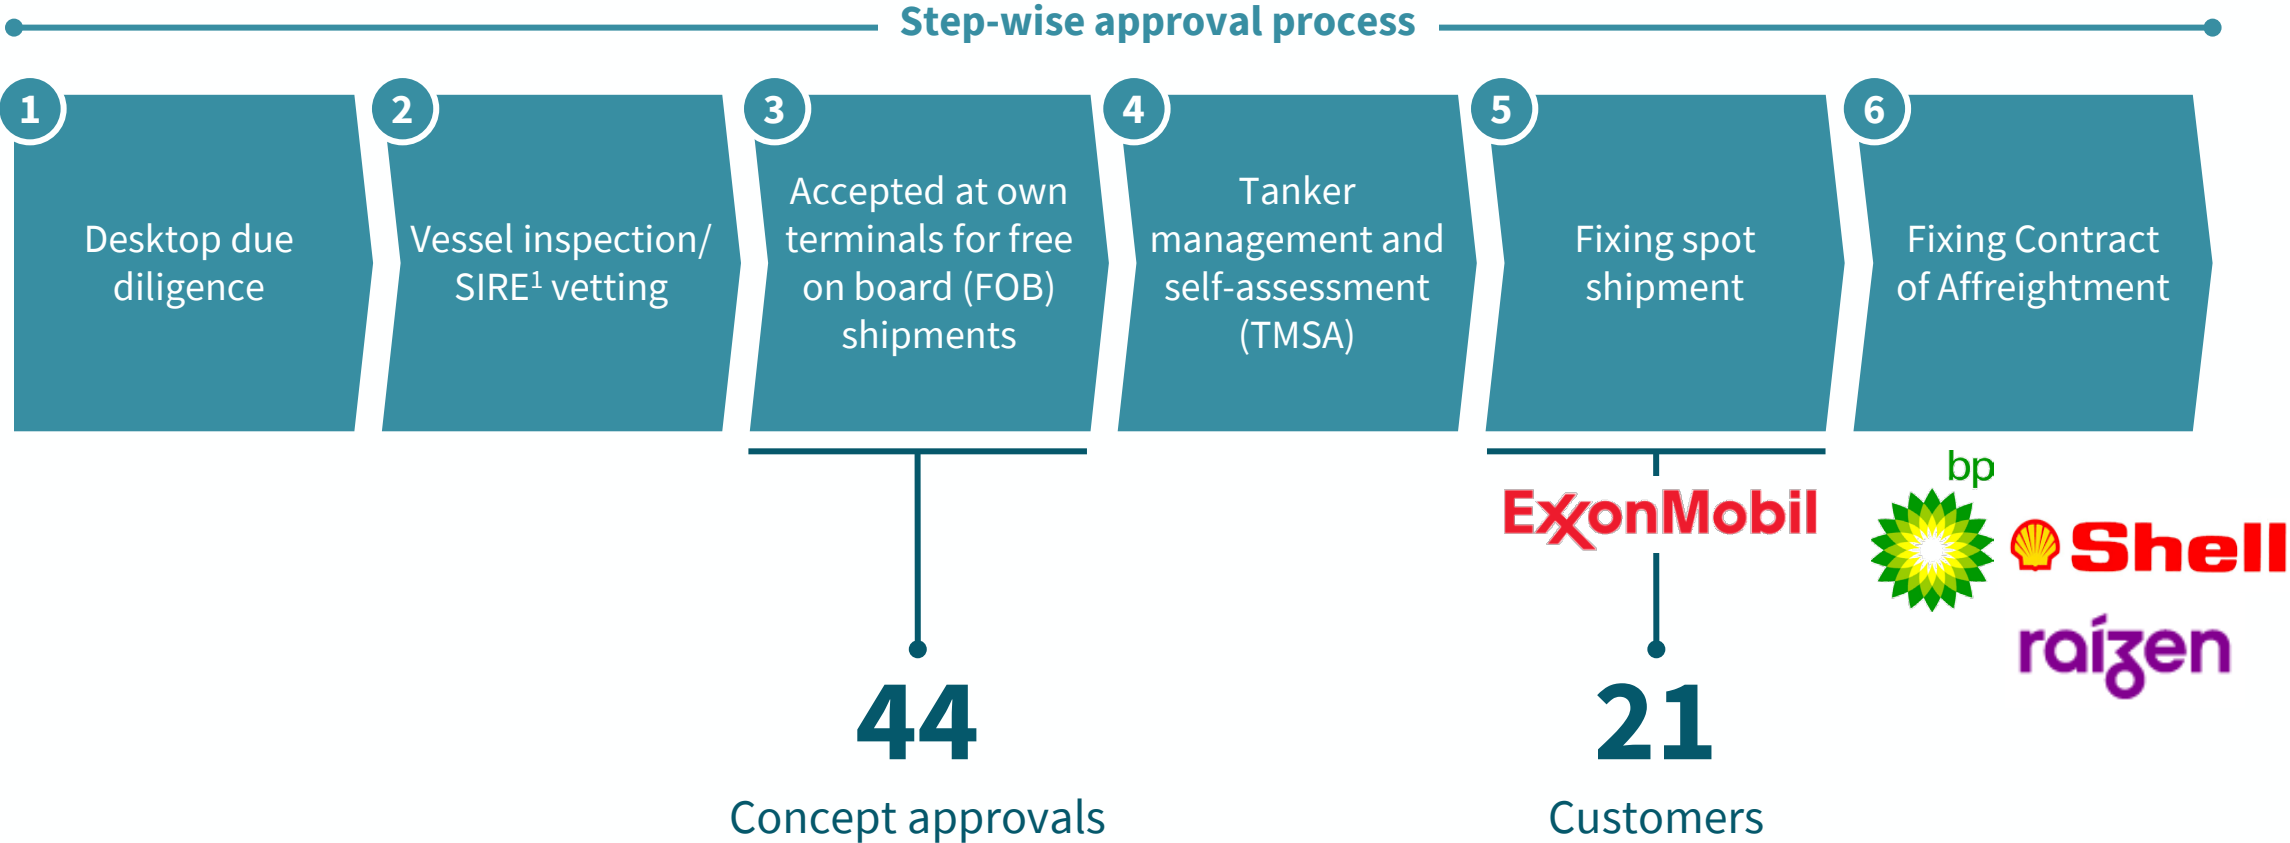 Step-wise approval process
1
Desktop due
diligence
2
Vessel inspection/
SIRE¹ vetting
3
Accepted at own
terminals for free
on board (FOB)
shipments
4
Tanker
management and
self-assessment
(TMSA)
5
Fixing spot
shipment
6
Fixing Contract
of Affreightment
ExxonMobil
bp
Shell
raízen
44
Concept approvals
21
Customers